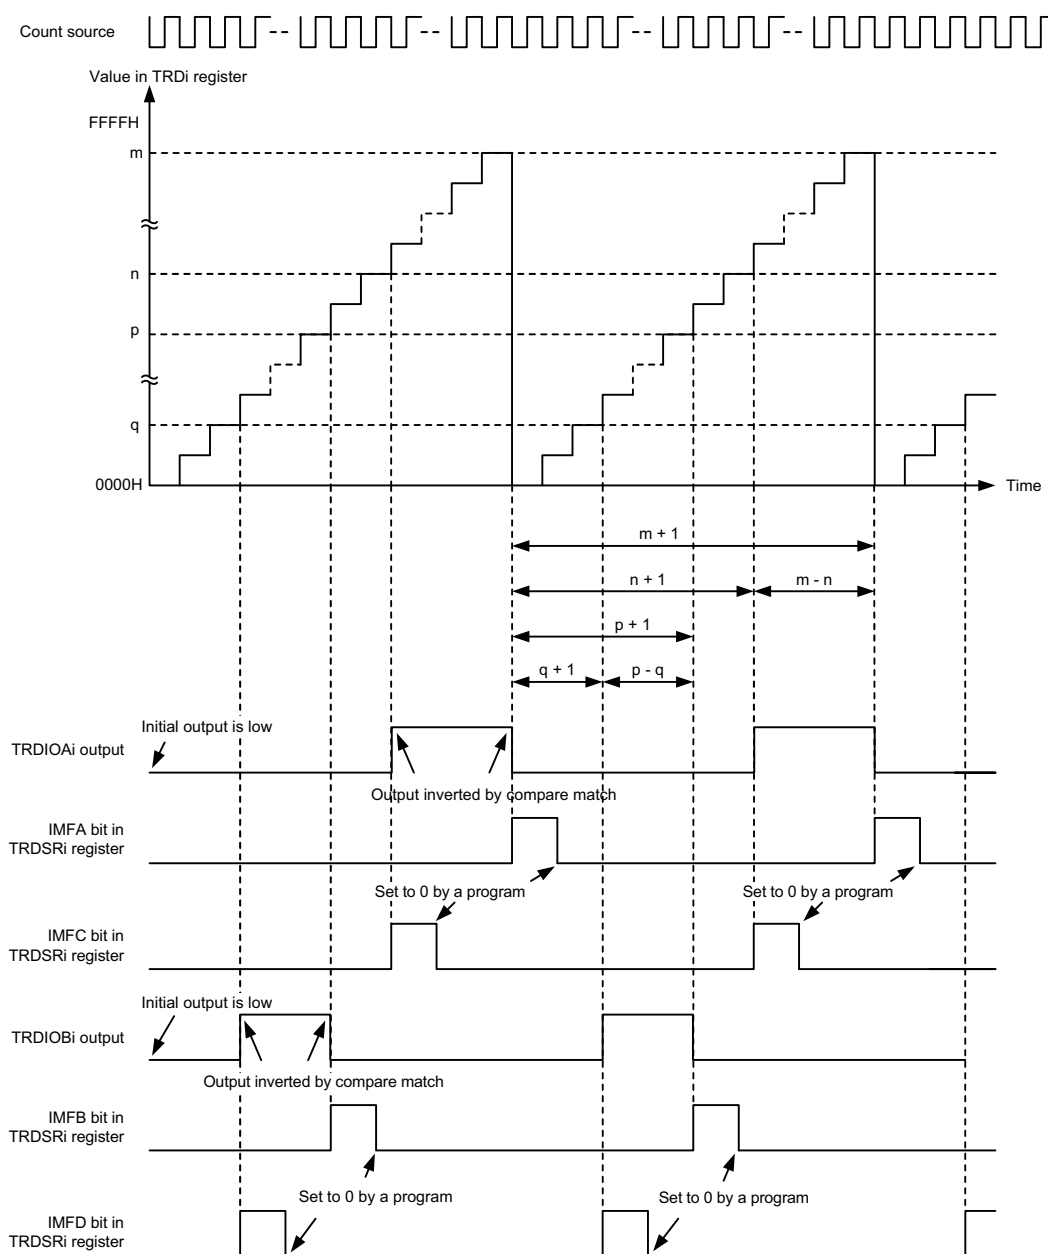 Count source
Value in TRDi register
FFFFH
m
n
p
q
0000H
Time
m + 1
n + 1
m - n
p + 1
q + 1
p - q
Initial output is low
TRDIOAi output
Output inverted by compare match
IMFA bit in
TRDSRi register
Set to 0 by a program
Set to 0 by a program
IMFC bit in
TRDSRi register
Initial output is low
TRDIOBi output
Output inverted by compare match
IMFB bit in
TRDSRi register
Set to 0 by a program
Set to 0 by a program
IMFD bit in
TRDSRi register